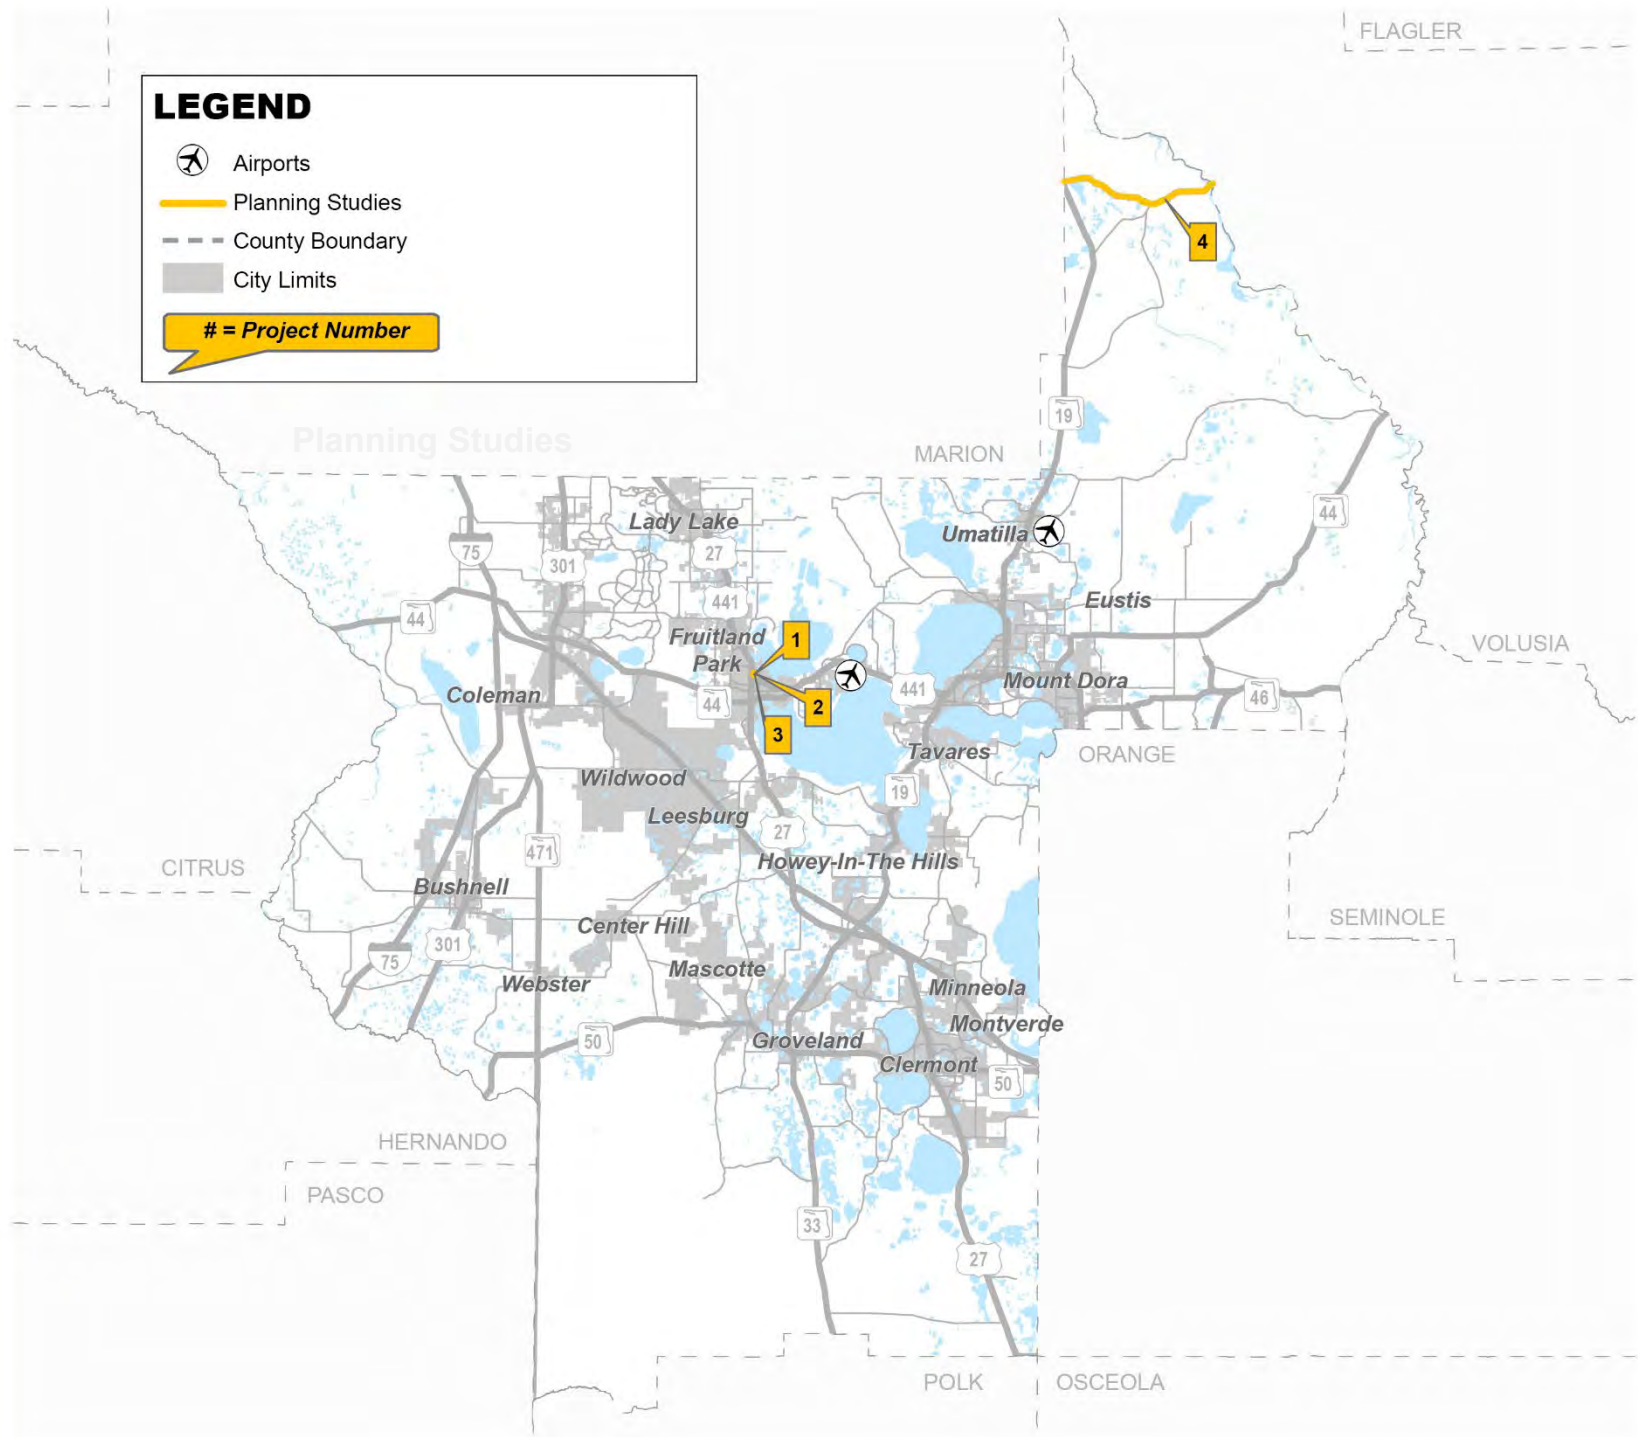 FLAGLER
LEGEND
Airports
Planning Studies
County Boundary
City Limits
# = Project Number
4
19
Planning Studies
MARION
Lady Lake
44
Umatilla
75
27
301
441
Eustis
44
Fruitland
Park
1
VOLUSIA
441
Mount Dora
46
Coleman
44
2
3
Tavares
ORANGE
Wildwood
19
Leesburg
27
471
Howey-In-The Hills
CITRUS
Bushnell
SEMINOLE
Center Hill
301
75
Mascotte
Webster
Minneola
Montverde
50
Groveland
Clermont
50
HERNANDO
PASCO
33
27
POLK
OSCEOLA